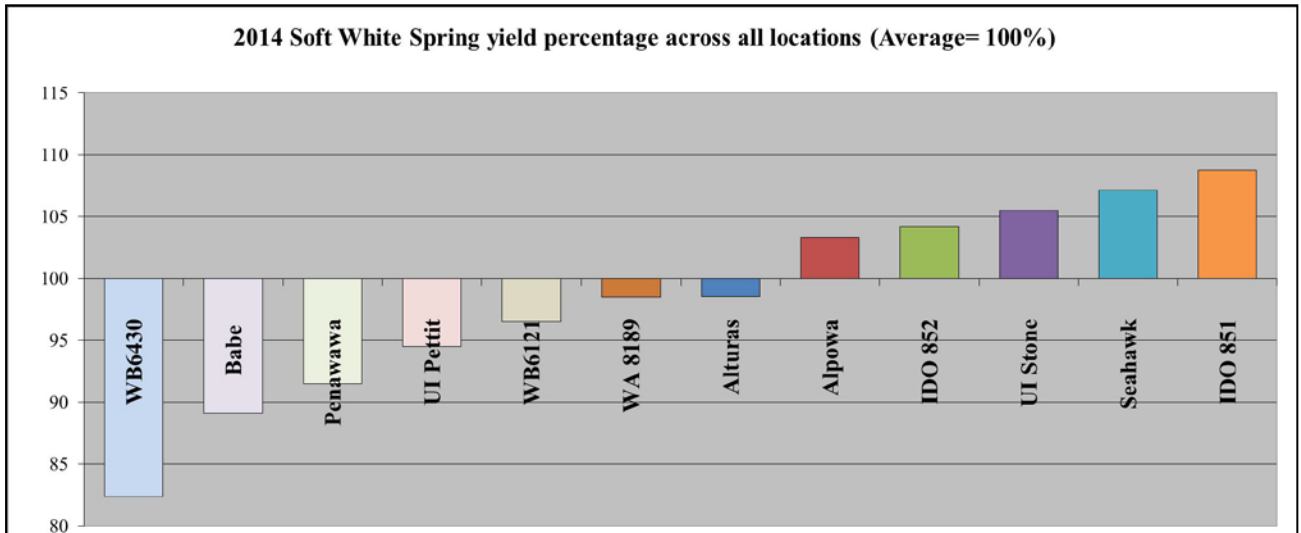 2014 Soft White Spring yield percentage across all locations (Average= 100%)
115
110
105
100
95
90
85
80
WB6430
Babe
Penawawa
UI Pettit
WB6121
WA 8189
Alturas
Alpowa
IDO 852
UI Stone
Seahawk
IDO 851